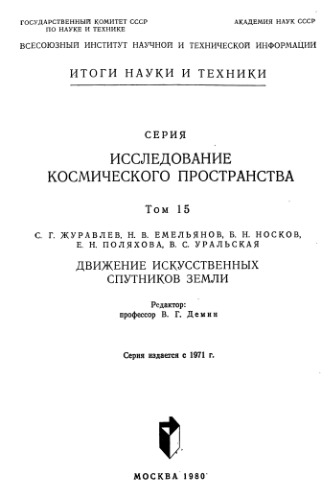 ГОСУДАРСТВЕННЫЙ КОМИТЕТ СССР
ПО НАУКЕ И ТЕХНИКЕ
АКАДЕМИЯ НАУК СССР
ВСЕСОЮЗНЫЙ ИНСТИТУТ НАУЧНОЙ И ТЕХНИЧЕСКОЙ ИНФОРМАЦИИ
ИТОГИ НАУКИ И ТЕХНИКИ
СЕРИЯ
ИССЛЕДОВАНИЕ
КОСМИЧЕСКОГО ПРОСТРАНСТВА
Том 15
С. Г. ЖУРАВЛЕВ, Н. В. ЕМЕЛЬЯНОВ, Б. Н. НОСКОВ,
Е. Н. ПОЛЯХОВА, В. С. УРАЛЬСКАЯ
ДВИЖЕНИЕ ИСКУССТВЕННЫХ
СПУТНИКОВ ЗЕМЛИ
Редактор:
профессор В. Г. Демин
Серия издается с 1971 г.
МОСКВА 1980